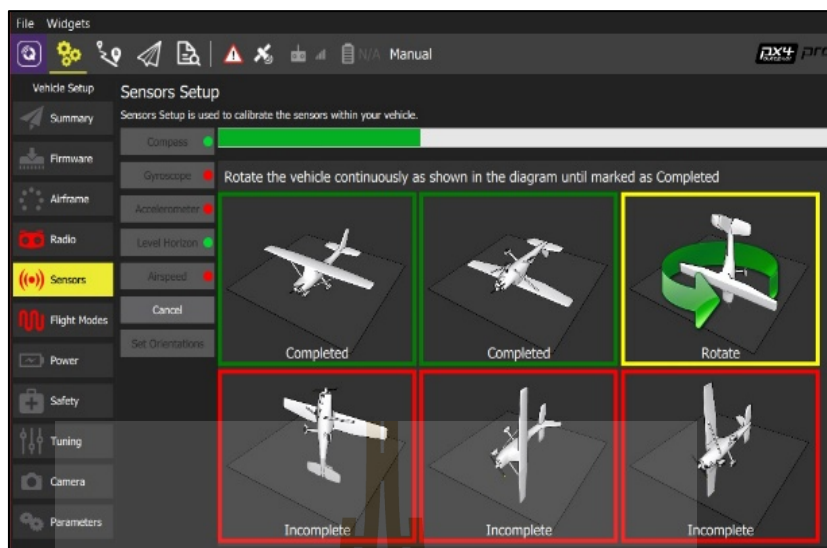 File Widgets
N/A Manual
px4 pro
Vehicle Setup
Sensors Setup
Summary
Sensors Setup is used to calibrate the sensors within your vehicle.
Compass
Firmware
Gyroscope
Rotate the vehicle continuously as shown in the diagram until marked as Completed
Airframe
Accelerometer
Radio
Level Horizon
Sensors
Airspeed
Flight Modes
Cancel
Set Orientations
Completed
Completed
Rotate
Power
Safety
Tuning
Camera
Parameters
Incomplete
Incomplete
Incomplete